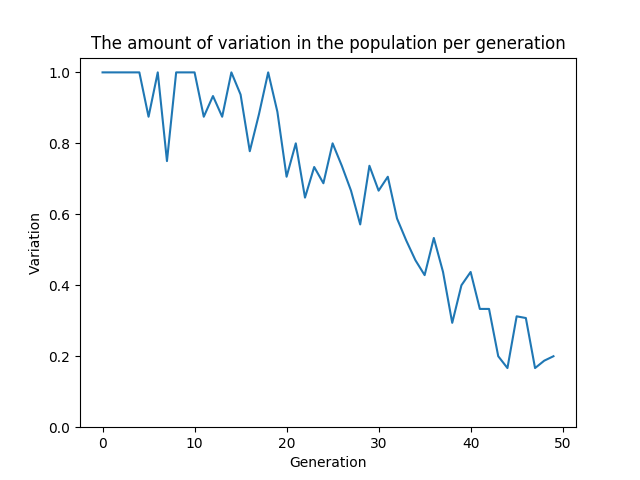 The amount of variation in the population per generation
1.0
0.8
0.6
0.4
0.2
0.0
Variation
0 10 20 30 40 50
Generation